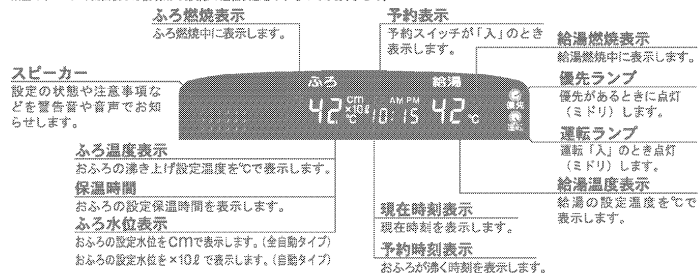 ふろ燃焼表示
ふろ燃焼中に表示します。
予約表示
予約スイッチが「入」のとき
表示します。
給湯燃焼表示
給湯燃焼中に表示します。
スピーカー
設定の状態や注意事項な
どを警告音や音声でお知
らせします。
ふろ 給湯
42 cm ×10ℓ ℃ AM PM 10:15 42 ℃
優先
運転
優先ランプ
優先があるときに点灯
（ミドリ）します。
運転ランプ
運転「入」のとき点灯
（ミドリ）します。
給湯温度表示
給湯の設定温度を℃で
表示します。
ふろ温度表示
おふろの沸き上げ設定温度を℃で表示します。
保温時間
おふろの設定保温時間を表示します。
ふろ水位表示
おふろの設定水位をcmで表示します。（全自動タイプ）
おふろの設定水位を×10ℓで表示します。（自動タイプ）
現在時刻表示
現在時刻を表示します。
予約時刻表示
おふろが沸く時刻を表示します。